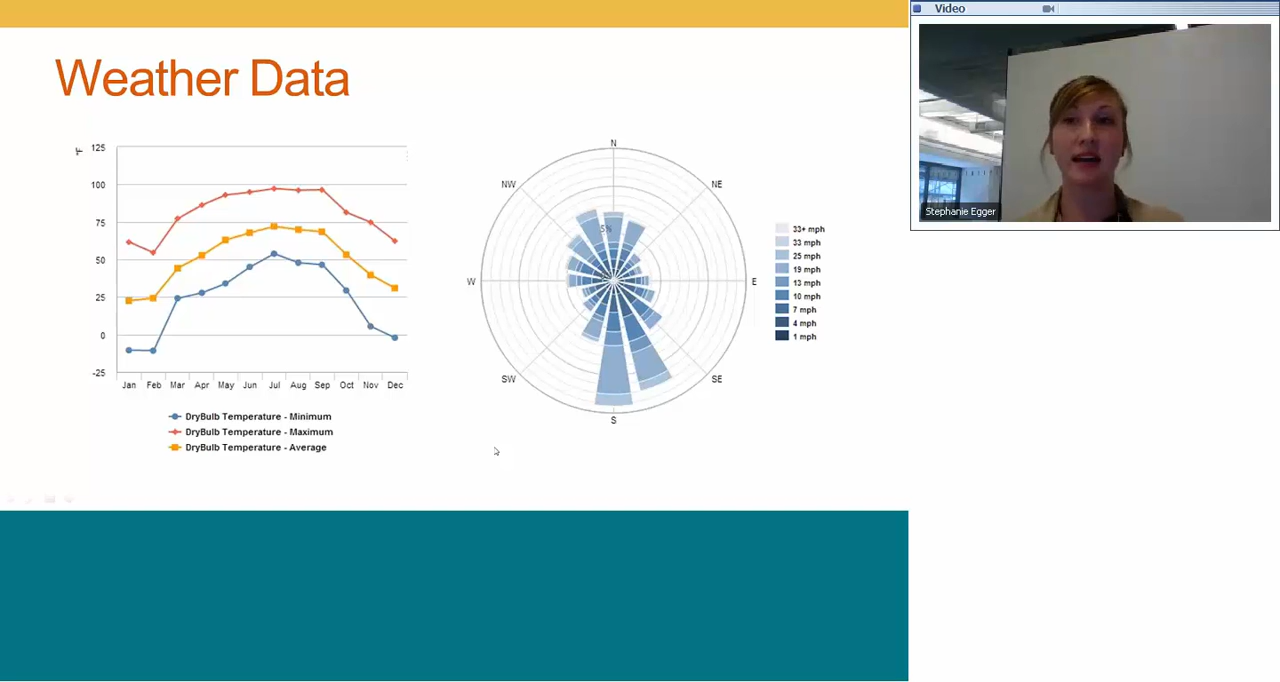 Weather Data
°F
125
100
75
50
25
0
-25
Jan Feb Mar Apr May Jun Jul Aug Sep Oct Nov Dec
DryBulb Temperature - Minimum
DryBulb Temperature - Maximum
DryBulb Temperature - Average
N
NW NE
5%
W E
SW SE
S
33+ mph
33 mph
25 mph
19 mph
13 mph
10 mph
7 mph
4 mph
1 mph
Video
Stephanie Egger